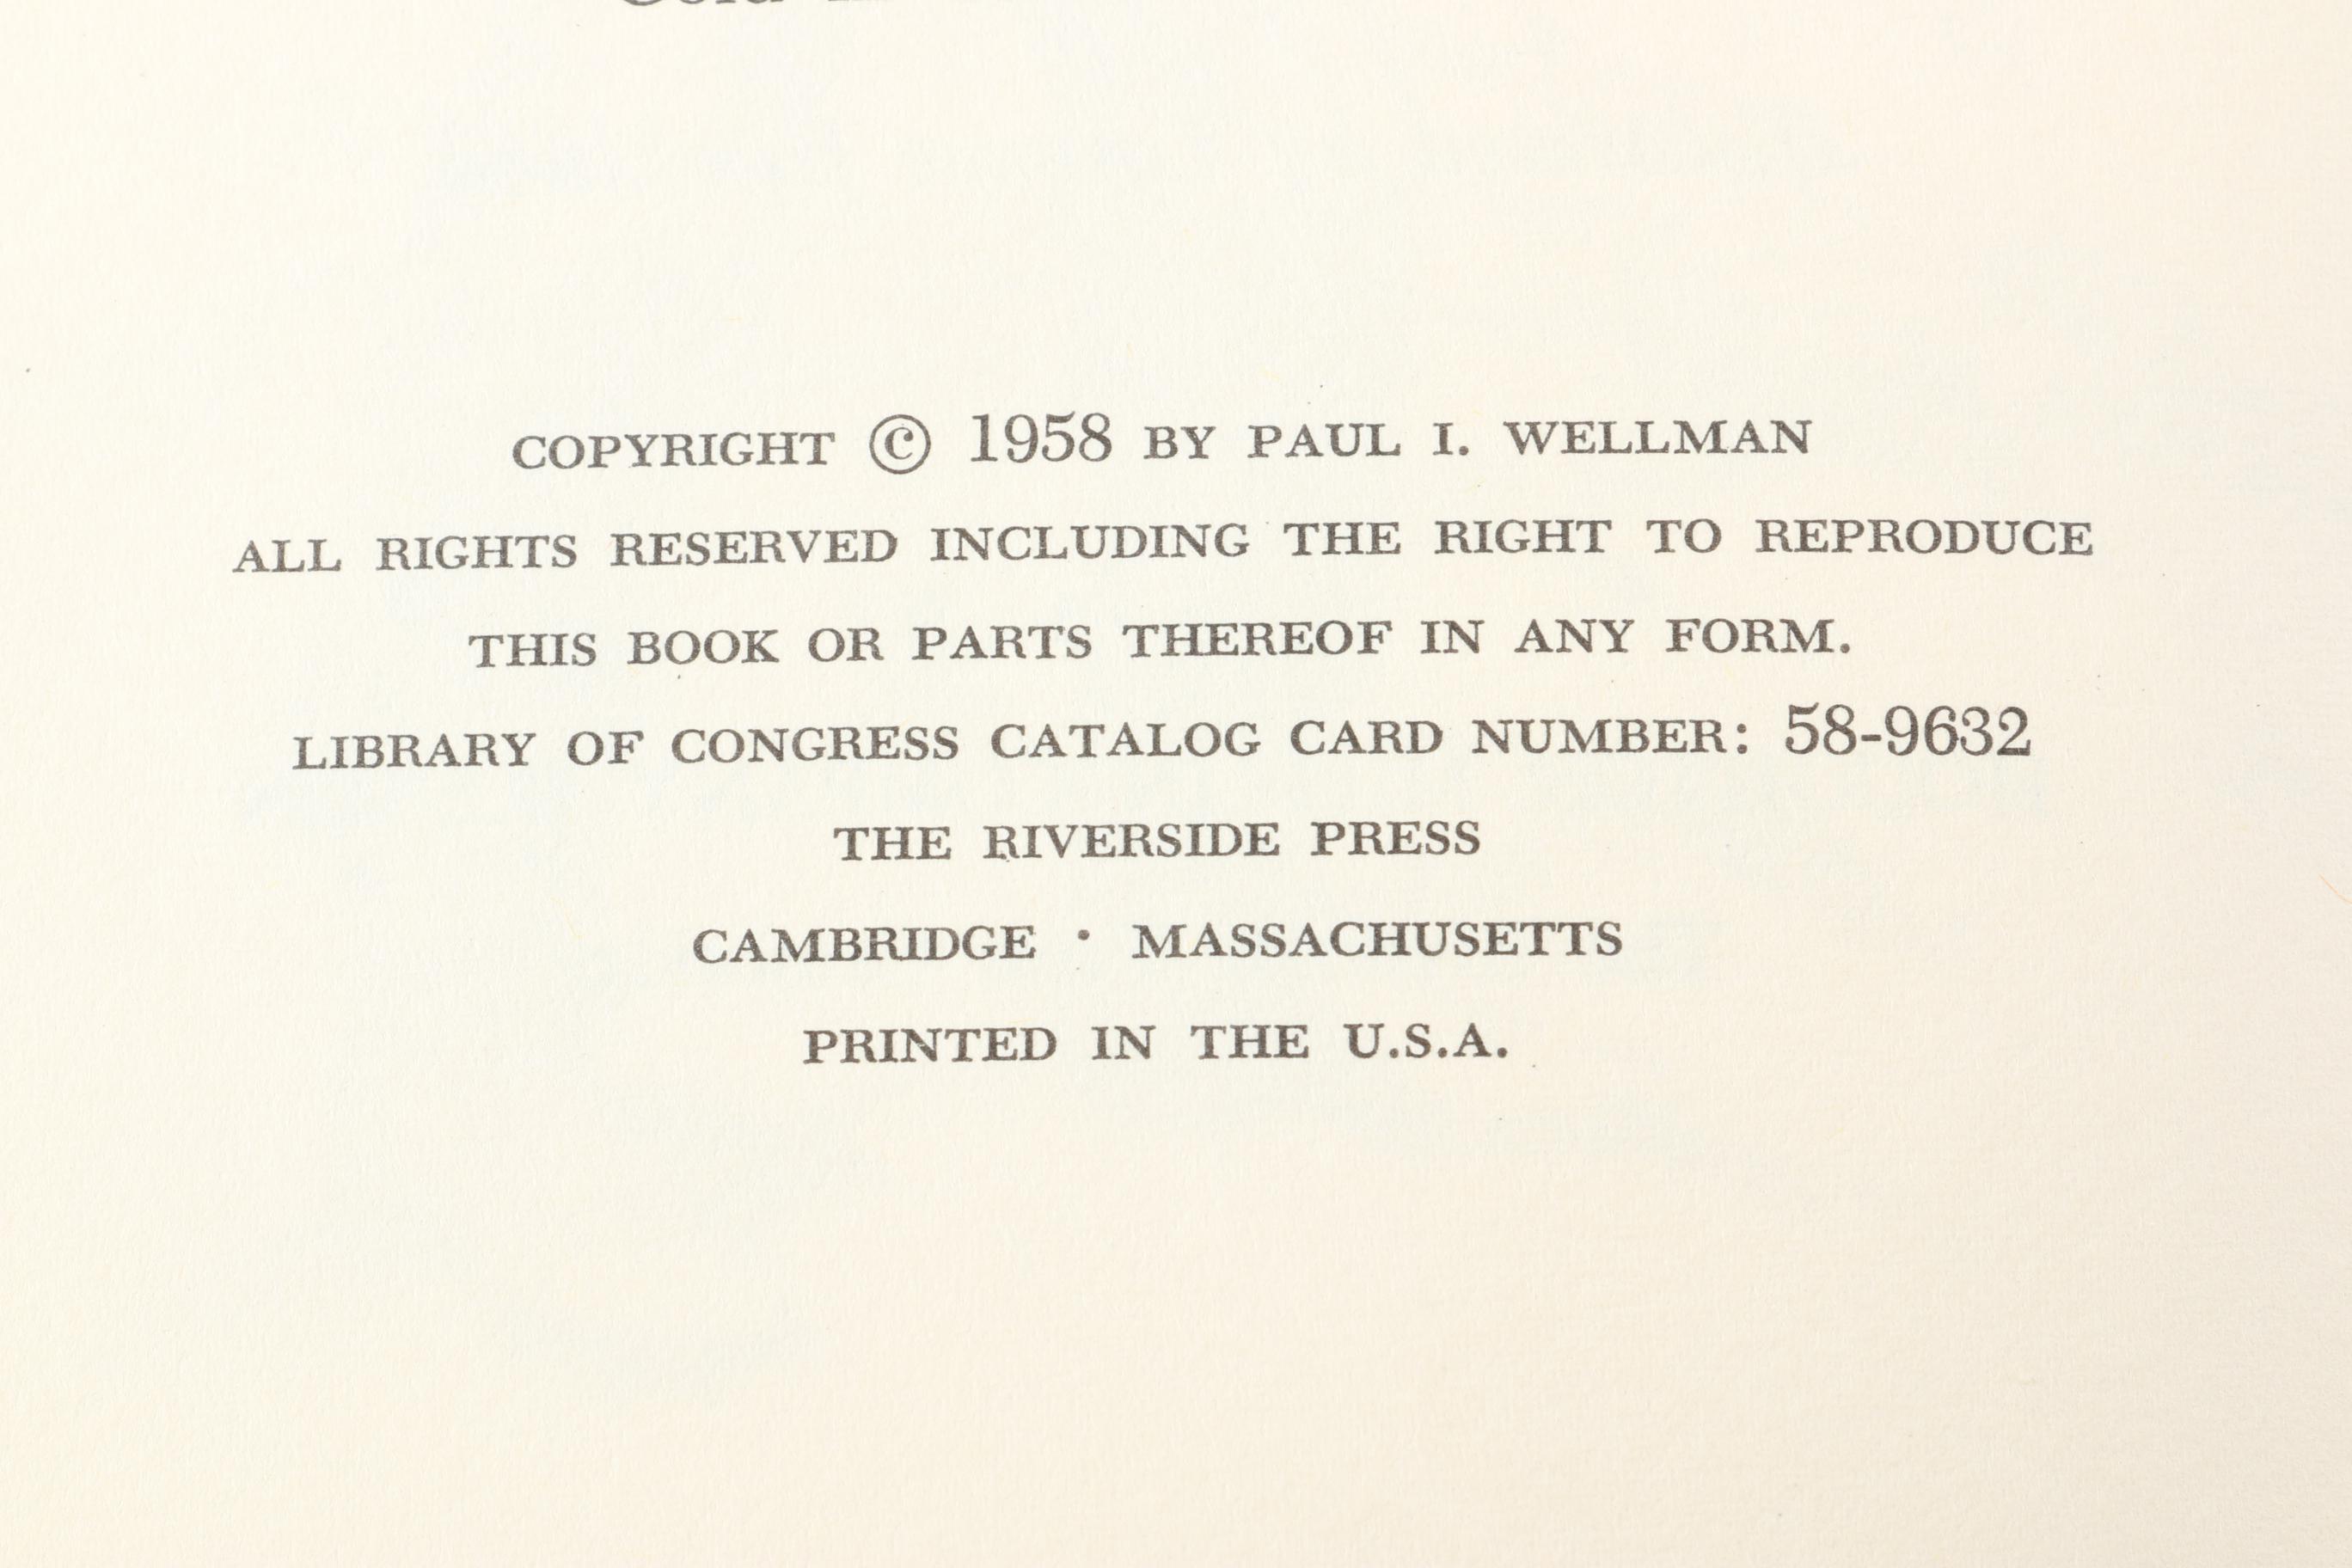 COPYRIGHT © 1958 BY PAUL I. WELLMAN
ALL RIGHTS RESERVED INCLUDING THE RIGHT TO REPRODUCE
THIS BOOK OR PARTS THEREOF IN ANY FORM.
LIBRARY OF CONGRESS CATALOG CARD NUMBER: 58-9632
THE RIVERSIDE PRESS
CAMBRIDGE · MASSACHUSETTS
PRINTED IN THE U.S.A.